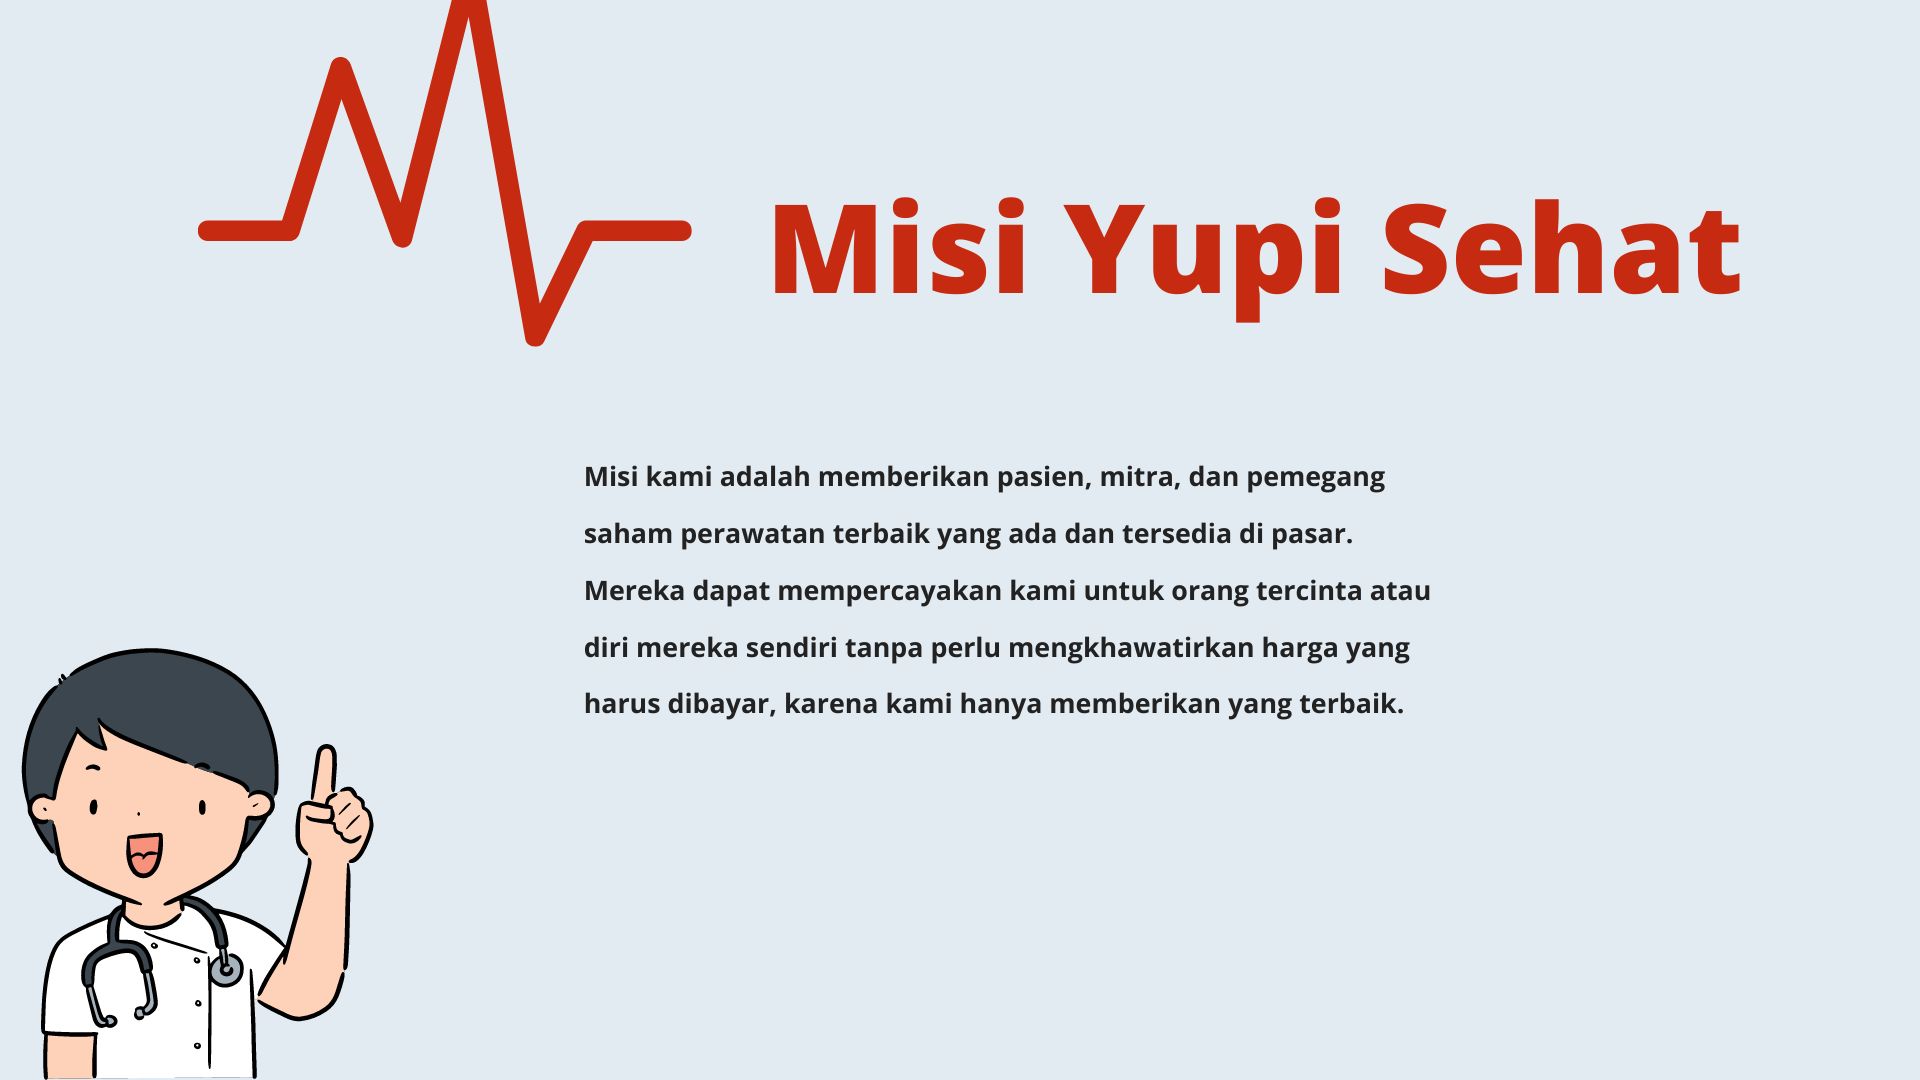 Misi Yupi Sehat
Misi kami adalah memberikan pasien, mitra, dan pemegang
saham perawatan terbaik yang ada dan tersedia di pasar.
Mereka dapat mempercayakan kami untuk orang tercinta atau
diri mereka sendiri tanpa perlu mengkhawatirkan harga yang
harus dibayar, karena kami hanya memberikan yang terbaik.